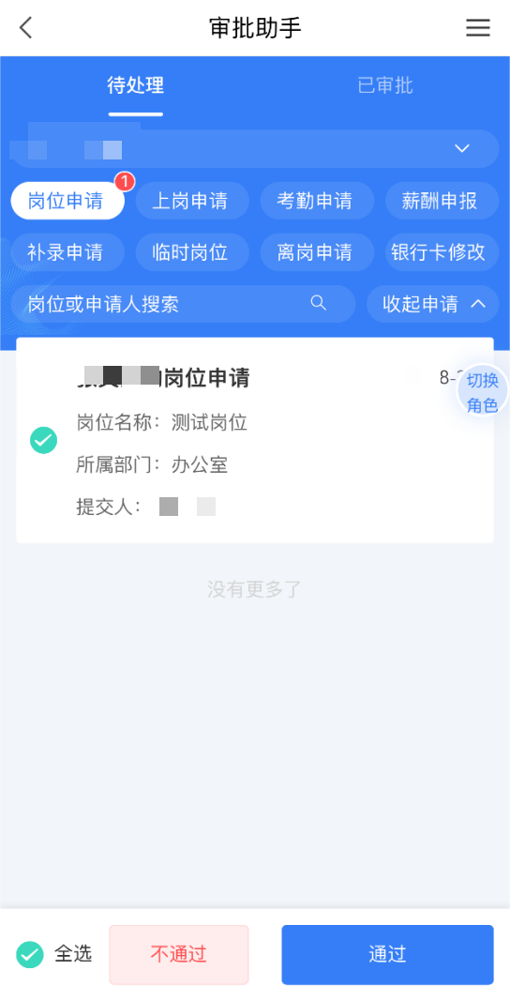 审批助手
待处理 已审批
岗位申请 1 上岗申请 考勤申请 薪酬申报
补录申请 临时岗位 离岗申请 银行卡修改
岗位或申请人搜索 收起申请
岗位申请 8-
切换
角色
岗位名称：测试岗位
所属部门：办公室
提交人：
没有更多了
全选 不通过 通过